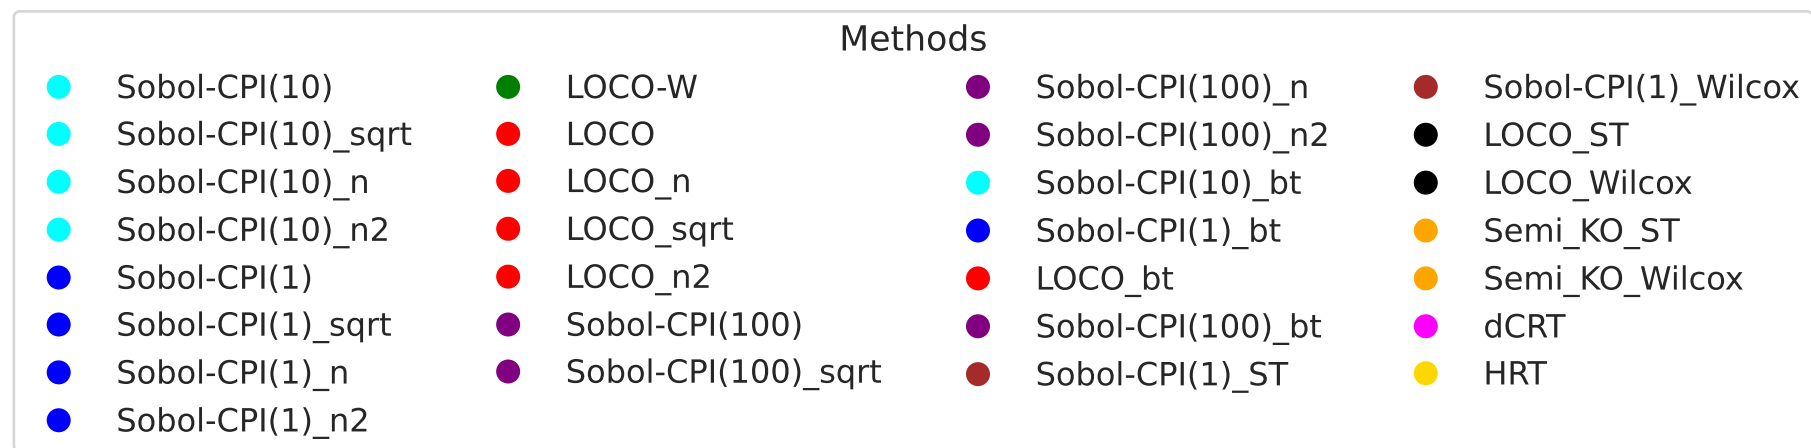 Methods
Sobol-CPI(10)
Sobol-CPI(10)_sqrt
Sobol-CPI(10)_n
Sobol-CPI(10)_n2
Sobol-CPI(1)
Sobol-CPI(1)_sqrt
Sobol-CPI(1)_n
Sobol-CPI(1)_n2
LOCO-W
LOCO
LOCO_n
LOCO_sqrt
LOCO_n2
Sobol-CPI(100)
Sobol-CPI(100)_sqrt
Sobol-CPI(100)_n
Sobol-CPI(100)_n2
Sobol-CPI(10)_bt
Sobol-CPI(1)_bt
LOCO_bt
Sobol-CPI(100)_bt
Sobol-CPI(1)_ST
Sobol-CPI(1)_Wilcox
LOCO_ST
LOCO_Wilcox
Semi_KO_ST
Semi_KO_Wilcox
dCRT
HRT